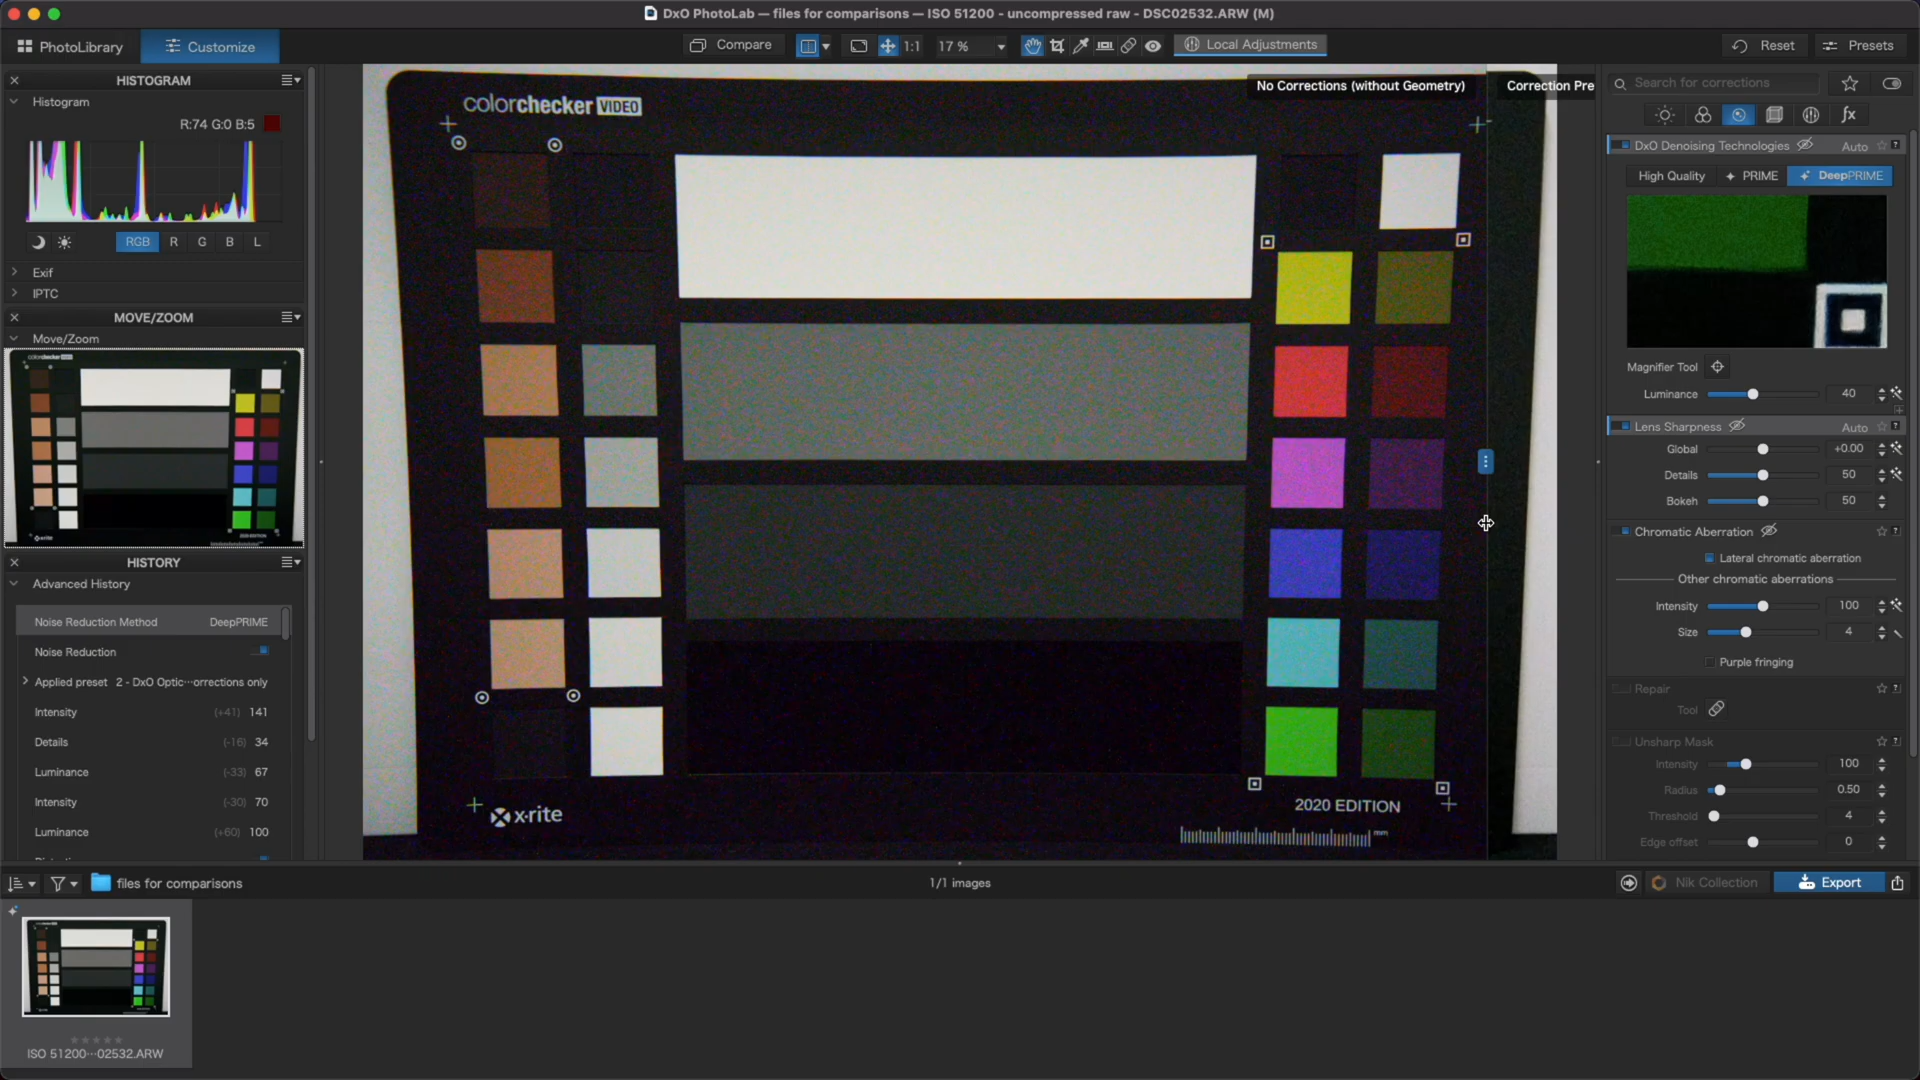 DxO PhotoLab — files for comparisons — ISO 51200 - uncompressed raw - DSC02532.ARW (M)
PhotoLibrary
Customize
Compare
1:1
17 %
Local Adjustments
Reset
Presets
HISTOGRAM
Histogram
R:74 G:0 B:5
RGB
R
G
B
L
Exif
IPTC
MOVE/ZOOM
Move/Zoom
HISTORY
Advanced History
Noise Reduction Method DeepPRIME
Noise Reduction
Applied preset 2 - DxO Optic···orrections only
Intensity (+41) 141
Details (-16) 34
Luminance (-33) 67
Intensity (-30) 70
Luminance (+60) 100
colorchecker VIDEO
No Corrections (without Geometry)
Correction Pre
x·rite
2020 EDITION
mm
Search for corrections
fx
DxO Denoising Technologies Auto
High Quality
PRIME
DeepPRIME
Magnifier Tool
Luminance 40
Lens Sharpness Auto
Global +0.00
Details 50
Bokeh 50
Chromatic Aberration
Lateral chromatic aberration
Other chromatic aberrations
Intensity 100
Size 4
Purple fringing
Repair
Tool
Unsharp Mask
Intensity 100
Radius 0.50
Threshold 4
Edge offset 0
files for comparisons
1/1 images
Nik Collection
Export
ISO 51200···02532.ARW